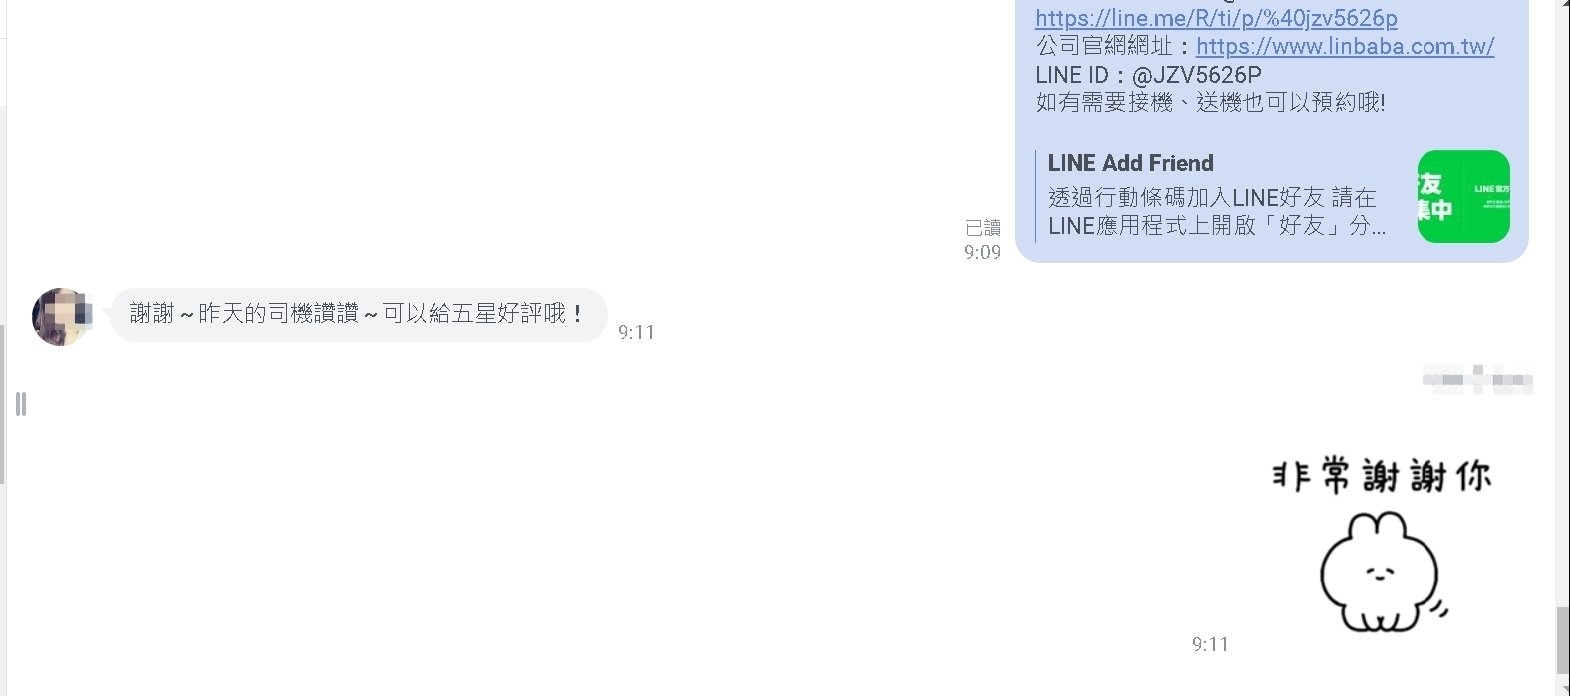 https://line.me/R/ti/p/%40jzv5626p
公司官網網址：https://www.linbaba.com.tw/
LINE ID：@JZV5626P
如有需要接機、送機也可以預約哦!
LINE Add Friend
透過行動條碼加入LINE好友 請在
LINE應用程式上開啟「好友」分...
友
集中
LINE官方
已讀
9:09
謝謝～昨天的司機讚讚～可以給五星好評哦！
9:11
非常謝謝你
9:11